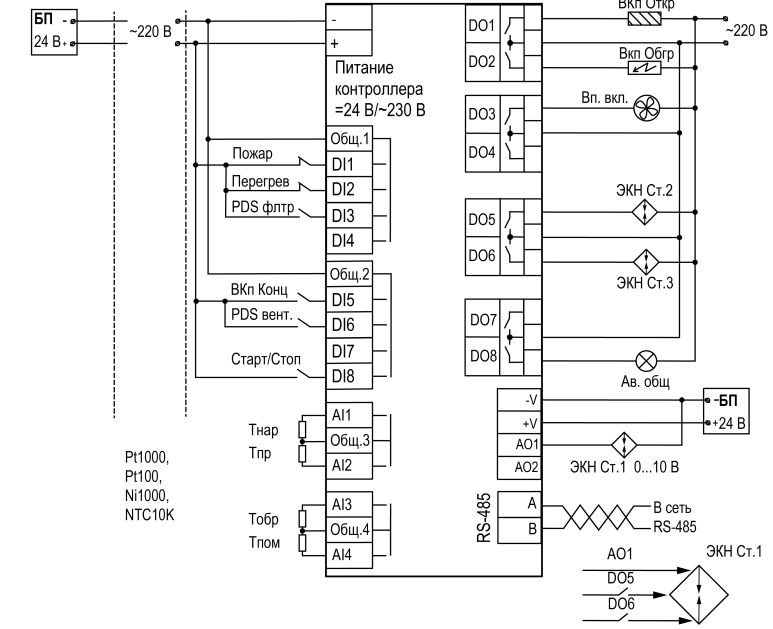 БП -
24 В+
~220 В
-
+
Питание
контроллера
=24 В/~230 В
Общ.1
Пожар
DI1
Перегрев
DI2
PDS флтр
DI3
DI4
Общ.2
ВКп Конц
DI5
PDS вент.
DI6
DI7
Старт/Стоп
DI8
AI1
Тнар
Общ.3
Тпр
AI2
AI3
Тобр
Общ.4
Тпом
AI4
Pt1000,
Pt100,
Ni1000,
NTC10K
ВКп Откр
DO1
~220 В
Вкп Обгр
DO2
Вп. вкл.
DO3
DO4
ЭКН Ст.2
DO5
DO6
ЭКН Ст.3
DO7
DO8
Ав. общ
-V
-БП
+V
+24 В
AO1
AO2
ЭКН Ст.1 0...10 В
RS-485
A
B
В сеть
RS-485
AO1
ЭКН Ст.1
DO5
DO6